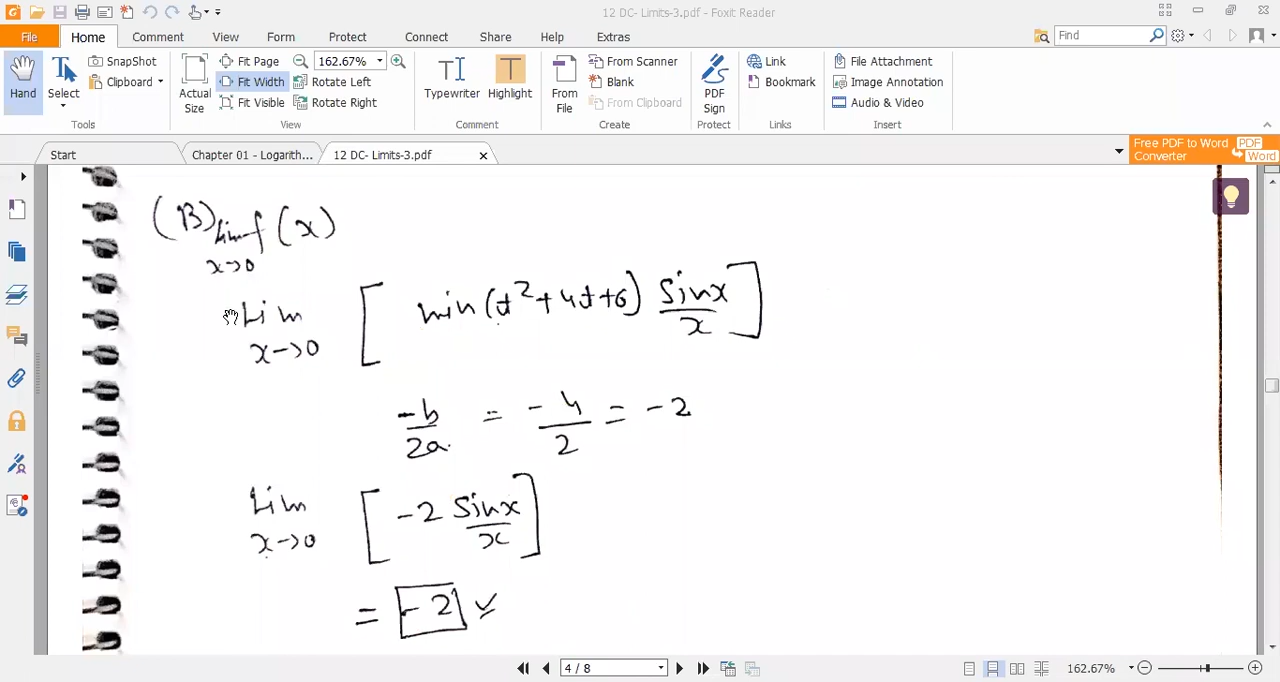 12 DC- Limits-3.pdf - Foxit Reader
File Home Comment View Form Protect Connect Share Help Extras Find
SnapShot Fit Page 162.67% From Scanner Link File Attachment
Clipboard Fit Width Rotate Left Blank Bookmark Image Annotation
Hand Select Actual Size Fit Visible Rotate Right Typewriter Highlight From File From Clipboard PDF Sign Audio & Video
Tools View Comment Create Protect Links Insert
Start Chapter 01 - Logarith... 12 DC- Limits-3.pdf Free PDF to Word Converter PDF Word
(B) Lim f(x)
x→0
Lim [ min(t²+4t+6) Sinx/x ]
x→0
-b/2a = -4/2 = -2
Lim [ -2 Sinx/x ]
x→0
= -2
4 / 8 162.67%